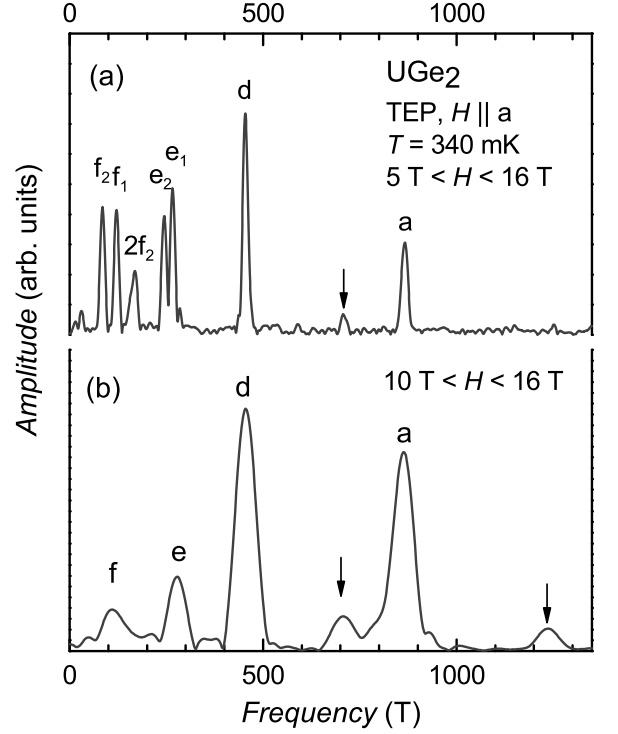 0 500 1000
(a)
UGe2
d
TEP, H || a
T = 340 mK
5 T < H < 16 T
e1
f2 f1 e2
a
2f2
Amplitude (arb. units)
(b)
10 T < H < 16 T
d
a
e
f
0 500 1000
Frequency (T)